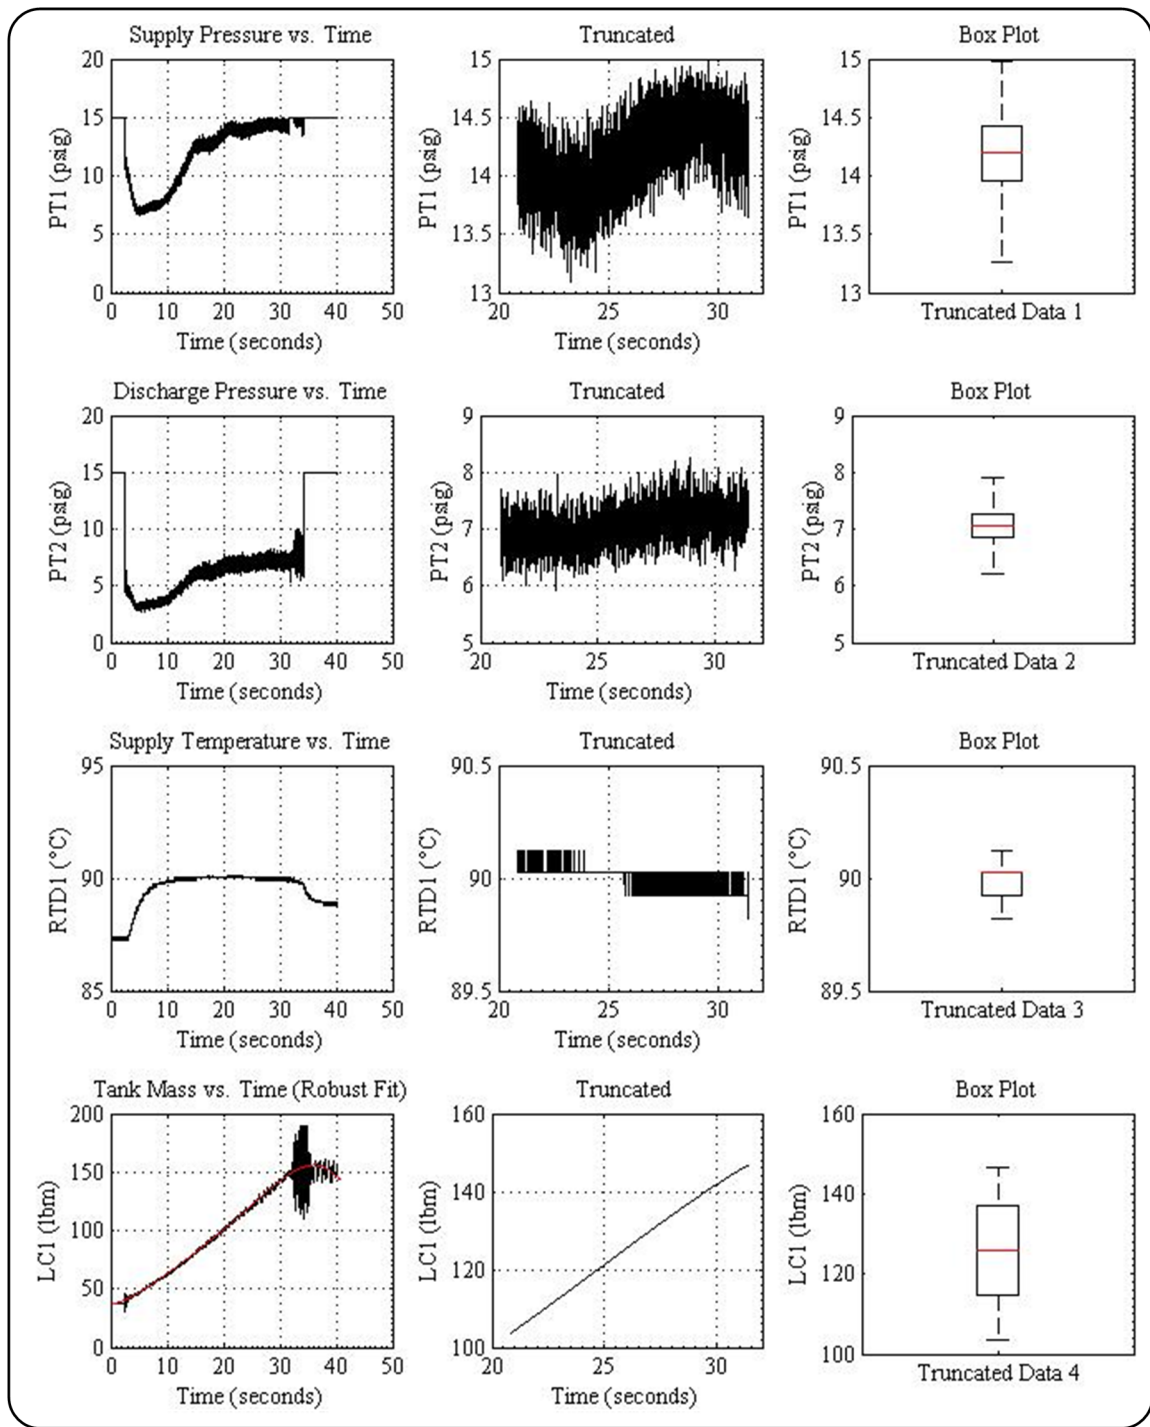 Supply Pressure vs. Time
Truncated
Box Plot
20
15
10
5
0
PT1 (psig)
0 10 20 30 40 50
Time (seconds)
15
14.5
14
13.5
13
PT1 (psig)
20 25 30
Time (seconds)
15
14.5
14
13.5
13
PT1 (psig)
Truncated Data 1
Discharge Pressure vs. Time
Truncated
Box Plot
20
15
10
5
0
PT2 (psig)
0 10 20 30 40 50
Time (seconds)
9
8
7
6
5
PT2 (psig)
20 25 30
Time (seconds)
9
8
7
6
5
PT2 (psig)
Truncated Data 2
Supply Temperature vs. Time
Truncated
Box Plot
95
90
85
RTD1 (°C)
0 10 20 30 40 50
Time (seconds)
90.5
90
89.5
RTD1 (°C)
20 25 30
Time (seconds)
90.5
90
89.5
RTD1 (°C)
Truncated Data 3
Tank Mass vs. Time (Robust Fit)
Truncated
Box Plot
200
150
100
50
0
LC1 (lbm)
0 10 20 30 40 50
Time (seconds)
160
140
120
100
LC1 (lbm)
20 25 30
Time (seconds)
160
140
120
100
LC1 (lbm)
Truncated Data 4